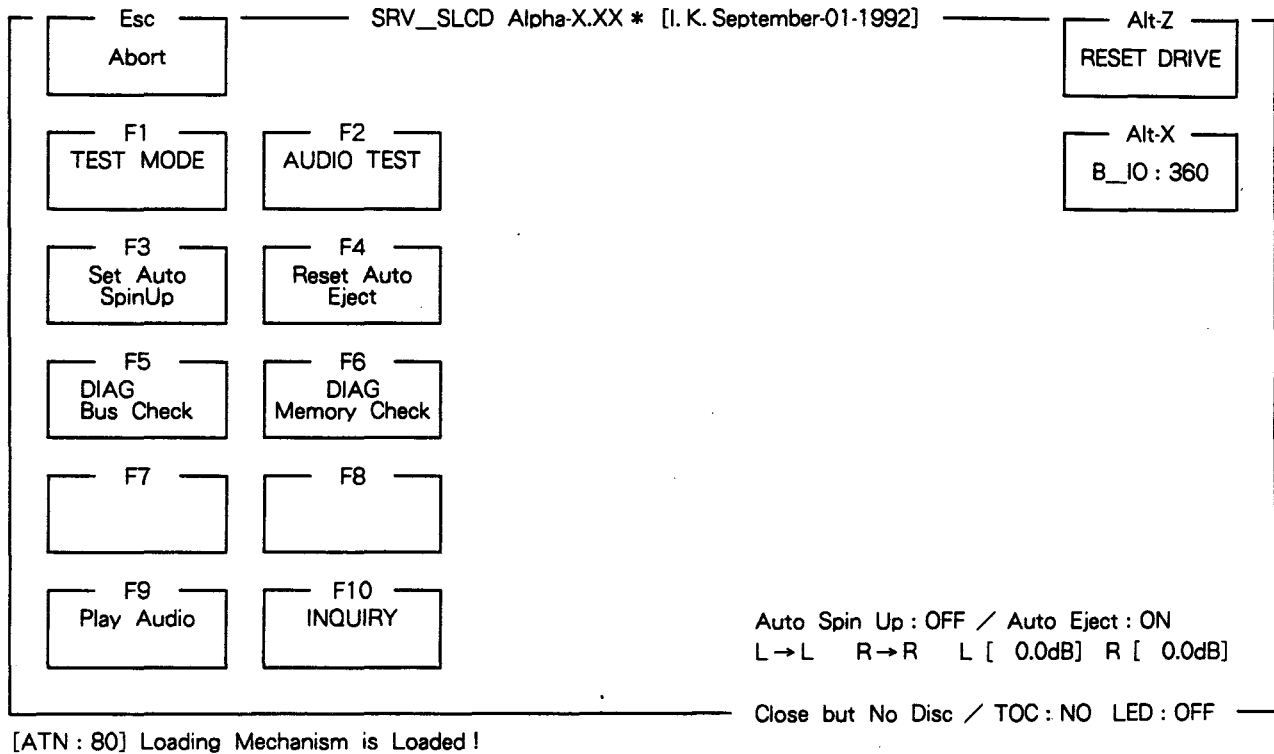 Esc
Abort
SRV__SLCD Alpha-X.XX * [I. K. September-01-1992]
Alt-Z
RESET DRIVE
F1
TEST MODE
F2
AUDIO TEST
Alt-X
B__IO : 360
F3
Set Auto
SpinUp
F4
Reset Auto
Eject
F5
DIAG
Bus Check
F6
DIAG
Memory Check
F7
F8
F9
Play Audio
F10
INQUIRY
Auto Spin Up : OFF / Auto Eject : ON
L→L R→R L [ 0.0dB] R [ 0.0dB]
Close but No Disc / TOC : NO LED : OFF
[ATN : 80] Loading Mechanism is Loaded !